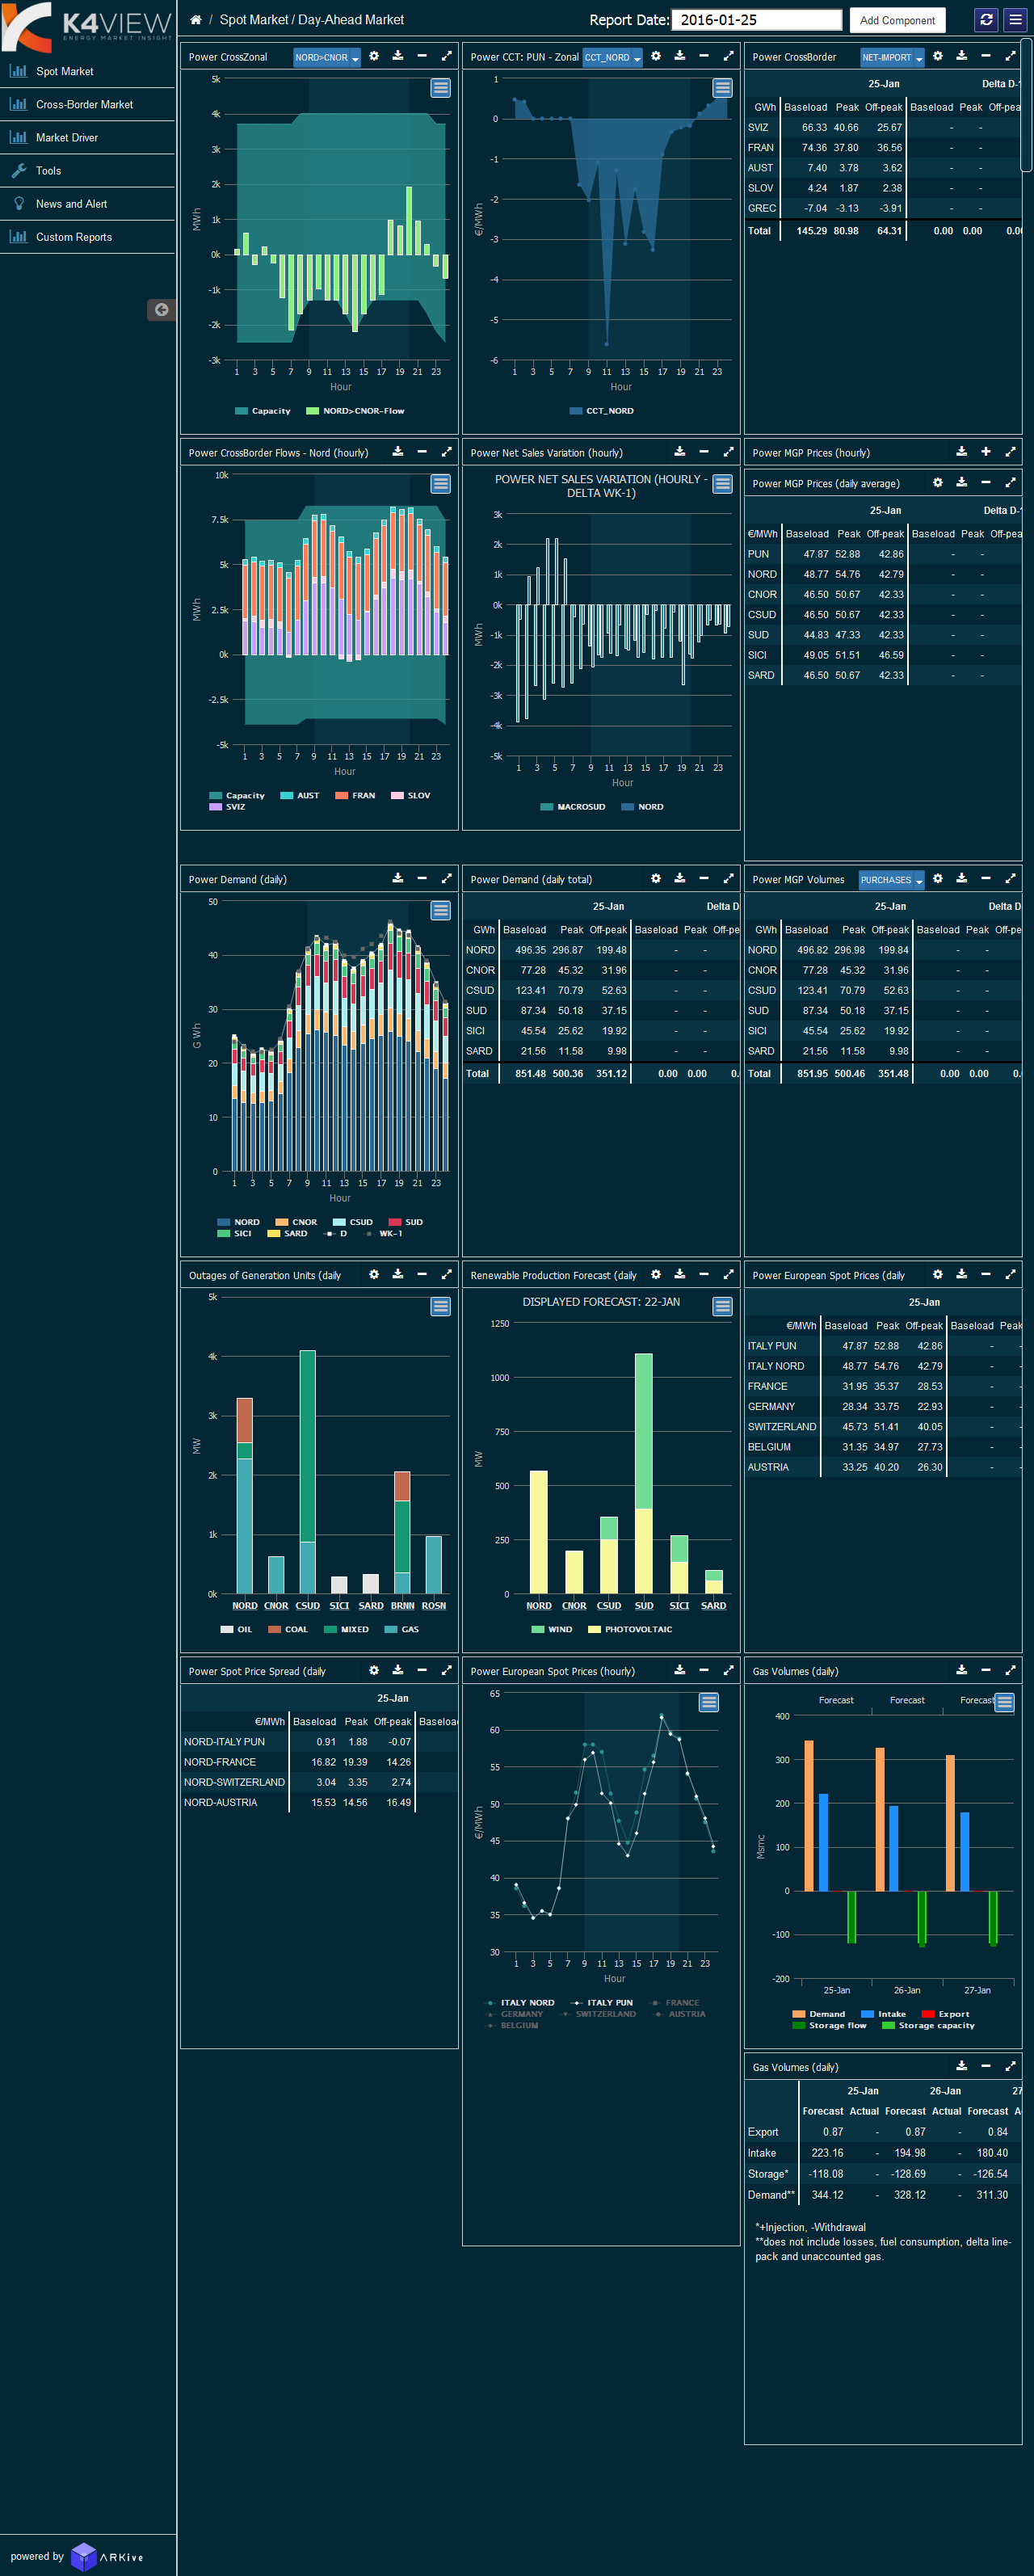 K4VIEW
ENERGY MARKET INSIGHT
/ Spot Market / Day-Ahead Market
Report Date: 2016-01-25
Add Component
Spot Market
Cross-Border Market
Market Driver
Tools
News and Alert
Custom Reports
Power CrossZonal NORD>CNOR
5k
4k
3k
2k
1k
0k
-1k
-2k
-3k
MWh
1 3 5 7 9 11 13 15 17 19 21 23
Hour
Capacity NORD>CNOR-Flow
Power CCT: PUN - Zonal CCT_NORD
1
0
-1
-2
-3
-4
-5
-6
€/MWh
1 3 5 7 9 11 13 15 17 19 21 23
Hour
CCT_NORD
Power CrossBorder NET-IMPORT
25-Jan Delta D-1
GWh Baseload Peak Off-peak Baseload Peak Off-pea
SVIZ 66.33 40.66 25.67 - -
FRAN 74.36 37.80 36.56 - -
AUST 7.40 3.78 3.62 - -
SLOV 4.24 1.87 2.38 - -
GREC -7.04 -3.13 -3.91 - -
Total 145.29 80.98 64.31 0.00 0.00 0.00
Power CrossBorder Flows - Nord (hourly)
10k
7.5k
5k
2.5k
0k
-2.5k
-5k
MWh
1 3 5 7 9 11 13 15 17 19 21 23
Hour
Capacity AUST FRAN SLOV
SVIZ
Power Net Sales Variation (hourly)
POWER NET SALES VARIATION (HOURLY -
DELTA WK-1)
3k
2k
1k
0k
-1k
-2k
-3k
-4k
-5k
MWh
1 3 5 7 9 11 13 15 17 19 21 23
Hour
MACROSUD NORD
Power MGP Prices (hourly)
Power MGP Prices (daily average)
25-Jan Delta D-1
€/MWh Baseload Peak Off-peak Baseload Peak Off-pea
PUN 47.87 52.88 42.86 - -
NORD 48.77 54.76 42.79 - -
CNOR 46.50 50.67 42.33 - -
CSUD 46.50 50.67 42.33 - -
SUD 44.83 47.33 42.33 - -
SICI 49.05 51.51 46.59 - -
SARD 46.50 50.67 42.33 - -
Power Demand (daily)
50
40
30
20
10
0
G Wh
1 3 5 7 9 11 13 15 17 19 21 23
Hour
NORD CNOR CSUD SUD
SICI SARD D WK-1
Power Demand (daily total)
25-Jan Delta D
GWh Baseload Peak Off-peak Baseload Peak Off-pe
NORD 496.35 296.87 199.48 - -
CNOR 77.28 45.32 31.96 - -
CSUD 123.41 70.79 52.63 - -
SUD 87.34 50.18 37.15 - -
SICI 45.54 25.62 19.92 - -
SARD 21.56 11.58 9.98 - -
Total 851.48 500.36 351.12 0.00 0.00 0.
Power MGP Volumes PURCHASES
25-Jan Delta D
GWh Baseload Peak Off-peak Baseload Peak Off-pe
NORD 496.82 296.98 199.84 - -
CNOR 77.28 45.32 31.96 - -
CSUD 123.41 70.79 52.63 - -
SUD 87.34 50.18 37.15 - -
SICI 45.54 25.62 19.92 - -
SARD 21.56 11.58 9.98 - -
Total 851.95 500.46 351.48 0.00 0.00 0.
Outages of Generation Units (daily
5k
4k
3k
2k
1k
0k
MW
NORD CNOR CSUD SICI SARD BRNN ROSN
OIL COAL MIXED GAS
Renewable Production Forecast (daily
DISPLAYED FORECAST: 22-JAN
1250
1000
750
500
250
0
MW
NORD CNOR CSUD SUD SICI SARD
WIND PHOTOVOLTAIC
Power European Spot Prices (daily
25-Jan
€/MWh Baseload Peak Off-peak Baseload Peak
ITALY PUN 47.87 52.88 42.86 - -
ITALY NORD 48.77 54.76 42.79 - -
FRANCE 31.95 35.37 28.53 - -
GERMANY 28.34 33.75 22.93 - -
SWITZERLAND 45.73 51.41 40.05 - -
BELGIUM 31.35 34.97 27.73 - -
AUSTRIA 33.25 40.20 26.30 - -
Power Spot Price Spread (daily
25-Jan
€/MWh Baseload Peak Off-peak Baseload
NORD-ITALY PUN 0.91 1.88 -0.07
NORD-FRANCE 16.82 19.39 14.26
NORD-SWITZERLAND 3.04 3.35 2.74
NORD-AUSTRIA 15.53 14.56 16.49
Power European Spot Prices (hourly)
65
60
55
50
45
40
35
30
€/MWh
1 3 5 7 9 11 13 15 17 19 21 23
Hour
ITALY NORD ITALY PUN FRANCE
GERMANY SWITZERLAND AUSTRIA
BELGIUM
Gas Volumes (daily)
Forecast Forecast Forecast
400
300
200
100
0
-100
-200
Msmc
25-Jan 26-Jan 27-Jan
Demand Intake Export
Storage flow Storage capacity
Gas Volumes (daily)
25-Jan 26-Jan 27
Forecast Actual Forecast Actual Forecast A
Export 0.87 - 0.87 - 0.84
Intake 223.16 - 194.98 - 180.40
Storage* -118.08 - -128.69 - -126.54
Demand** 344.12 - 328.12 - 311.30
*+Injection, -Withdrawal
**does not include losses, fuel consumption, delta line-
pack and unaccounted gas.
powered by ARKive